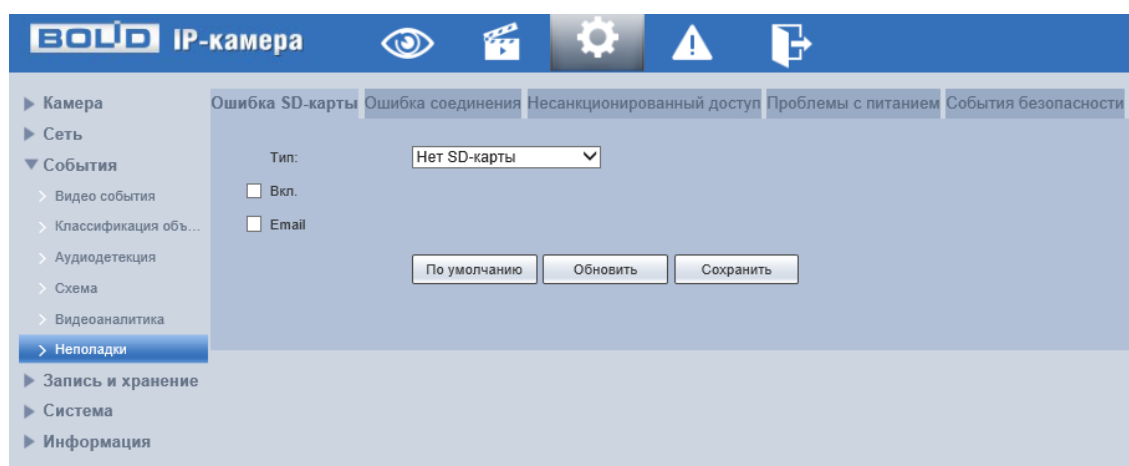 BOLID IP-камера
Камера
Сеть
События
Видео события
Классификация объ...
Аудиодетекция
Схема
Видеоаналитика
Неполадки
Запись и хранение
Система
Информация
Ошибка SD-карты Ошибка соединения Несанкционированный доступ Проблемы с питанием События безопасности
Тип: Нет SD-карты
Вкл.
Email
По умолчанию Обновить Сохранить